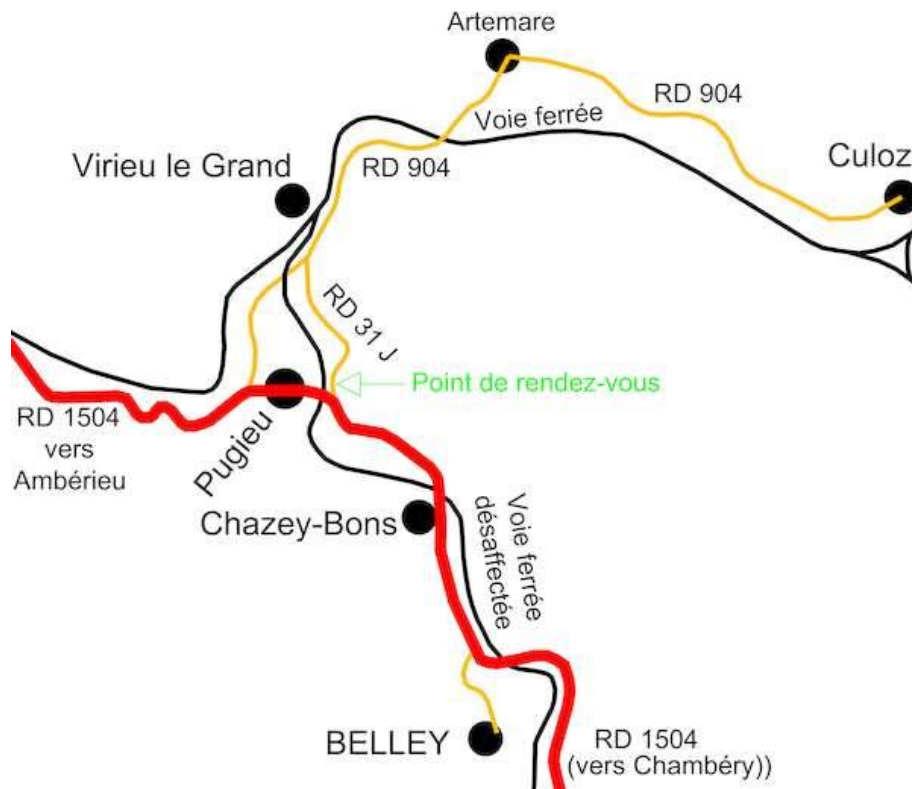 Artemare
RD 904
Voie ferrée
Culoz
Virieu le Grand
RD 904
RD 31 J
Point de rendez-vous
RD 1504
vers
Ambérieu
Pugieu
Chazey-Bons
Voie ferrée
désaffectée
BELLEY
RD 1504
(vers Chambéry))